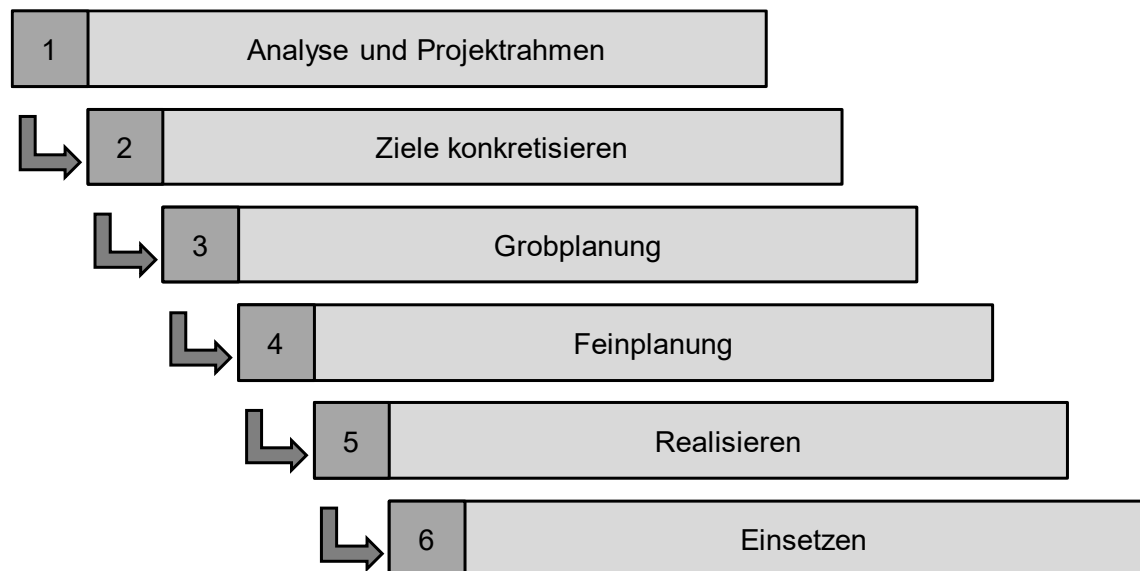 1 Analyse und Projektrahmen
2 Ziele konkretisieren
3 Grobplanung
4 Feinplanung
5 Realisieren
6 Einsetzen